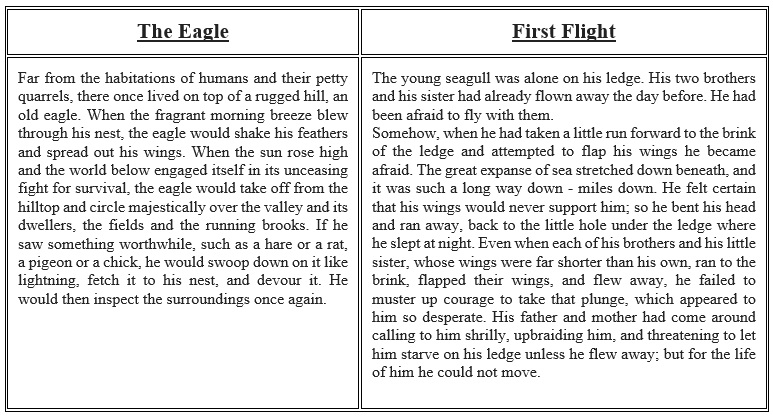 The Eagle
Far from the habitations of humans and their petty
quarrels, there once lived on top of a rugged hill, an
old eagle. When the fragrant morning breeze blew
through his nest, the eagle would shake his feathers
and spread out his wings. When the sun rose high
and the world below engaged itself in its unceasing
fight for survival, the eagle would take off from the
hilltop and circle majestically over the valley and its
dwellers, the fields and the running brooks. If he
saw something worthwhile, such as a hare or a rat,
a pigeon or a chick, he would swoop down on it like
lightning, fetch it to his nest, and devour it. He
would then inspect the surroundings once again.
First Flight
The young seagull was alone on his ledge. His two brothers
and his sister had already flown away the day before. He had
been afraid to fly with them.
Somehow, when he had taken a little run forward to the brink
of the ledge and attempted to flap his wings he became
afraid. The great expanse of sea stretched down beneath, and
it was such a long way down - miles down. He felt certain
that his wings would never support him; so he bent his head
and ran away, back to the little hole under the ledge where
he slept at night. Even when each of his brothers and his little
sister, whose wings were far shorter than his own, ran to the
brink, flapped their wings, and flew away, he failed to
muster up courage to take that plunge, which appeared to
him so desperate. His father and mother had come around
calling to him shrilly, upbraiding him, and threatening to let
him starve on his ledge unless he flew away; but for the life
of him he could not move.